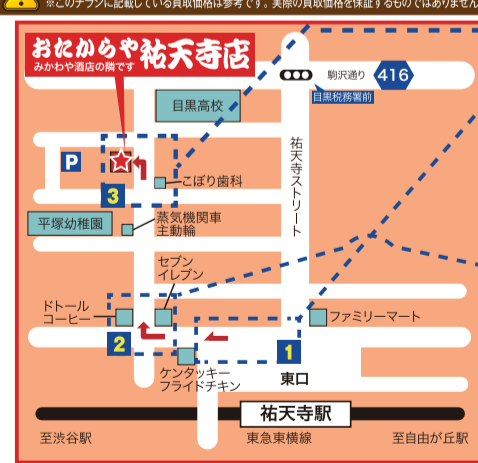 ※このチラシに記載している買取価格は参考です。実際の買取価格を保証するものではありません
おたからや
みかわや酒店の隣です
祐天寺店
駒沢通り
416
目黒税務署前
目黒高校
祐天寺ストリート
P
こぼり歯科
3
平塚幼稚園
蒸気機関車
主動輪
セブン
イレブン
ドトール
コーヒー
ファミリーマート
2
1
ケンタッキー
フライドチキン
東口
祐天寺駅
至渋谷駅
東急東横線
至自由が丘駅